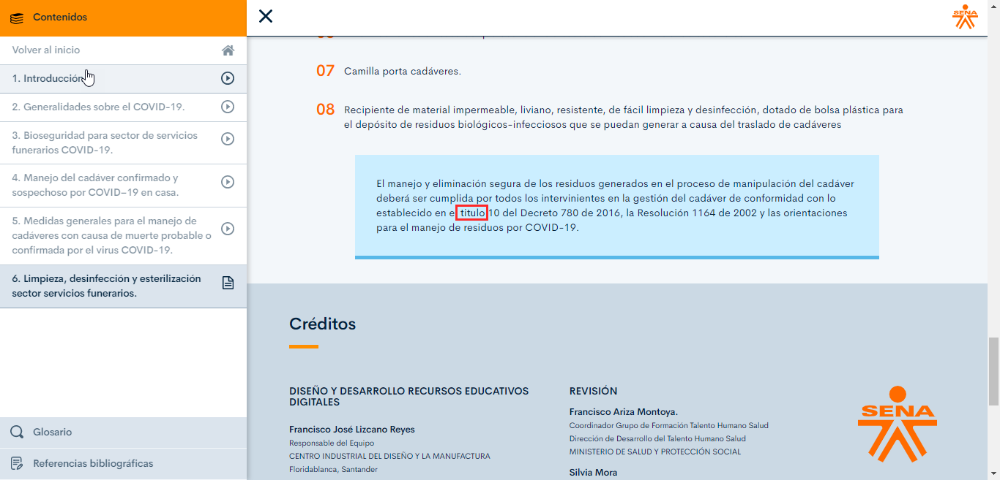 Contenidos
SENA
Volver al inicio
1. Introducción
2. Generalidades sobre el COVID-19.
3. Bioseguridad para sector de servicios
funerarios COVID-19.
4. Manejo del cadáver confirmado y
sospechoso por COVID–19 en casa.
5. Medidas generales para el manejo de
cadáveres con causa de muerte probable o
confirmada por el virus COVID-19.
6. Limpieza, desinfección y esterilización
sector servicios funerarios.
Glosario
Referencias bibliográficas
07 Camilla porta cadáveres.
08 Recipiente de material impermeable, liviano, resistente, de fácil limpieza y desinfección, dotado de bolsa plástica para
el depósito de residuos biológicos-infecciosos que se puedan generar a causa del traslado de cadáveres
El manejo y eliminación segura de los residuos generados en el proceso de manipulación del cadáver
deberá ser cumplida por todos los intervinientes en la gestión del cadáver de conformidad con lo
establecido en e titulo 10 del Decreto 780 de 2016, la Resolución 1164 de 2002 y las orientaciones
para el manejo de residuos por COVID-19.
Créditos
DISEÑO Y DESARROLLO RECURSOS EDUCATIVOS
DIGITALES
Francisco José Lizcano Reyes
Responsable del Equipo
CENTRO INDUSTRIAL DEL DISEÑO Y LA MANUFACTURA
Floridablanca, Santander
REVISIÓN
Francisco Ariza Montoya.
Coordinador Grupo de Formación Talento Humano Salud
Dirección de Desarrollo del Talento Humano Salud
MINISTERIO DE SALUD Y PROTECCIÓN SOCIAL
Silvia Mora
SENA